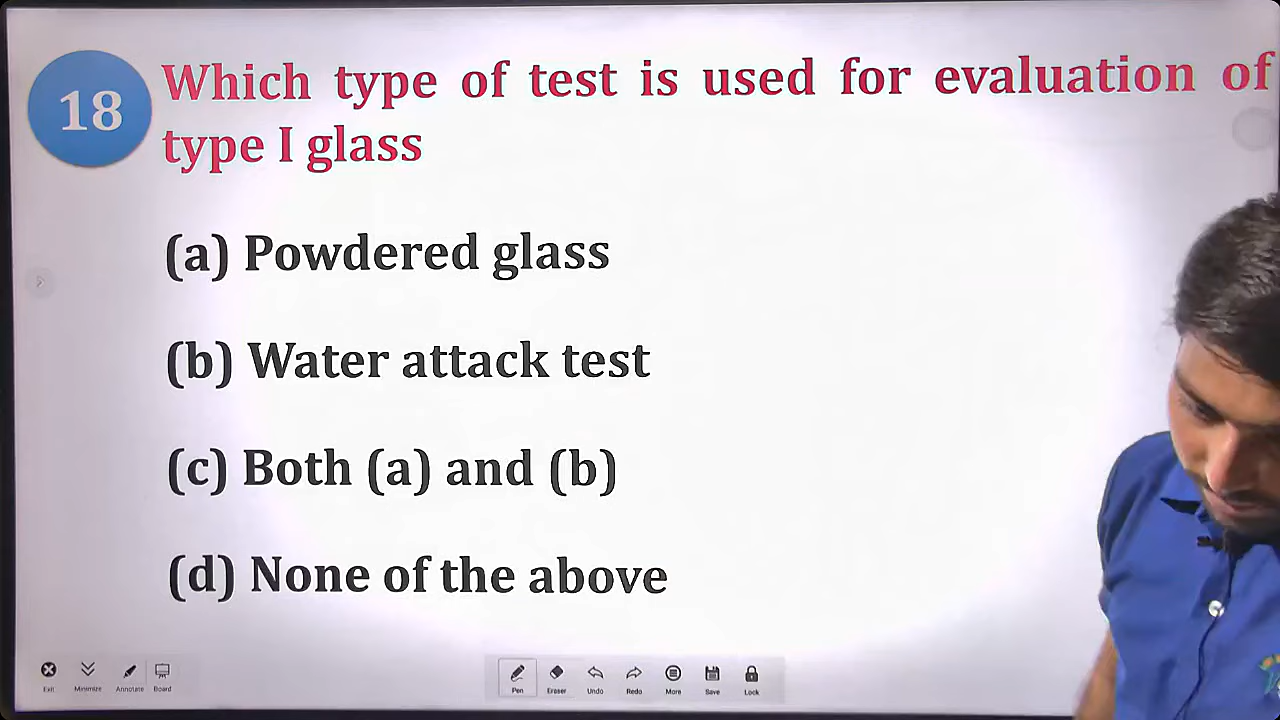 18
Which type of test is used for evaluation of
type I glass
(a) Powdered glass
(b) Water attack test
(c) Both (a) and (b)
(d) None of the above
Exit Minimize Annotate Board Pen Eraser Undo Redo More Save Lock